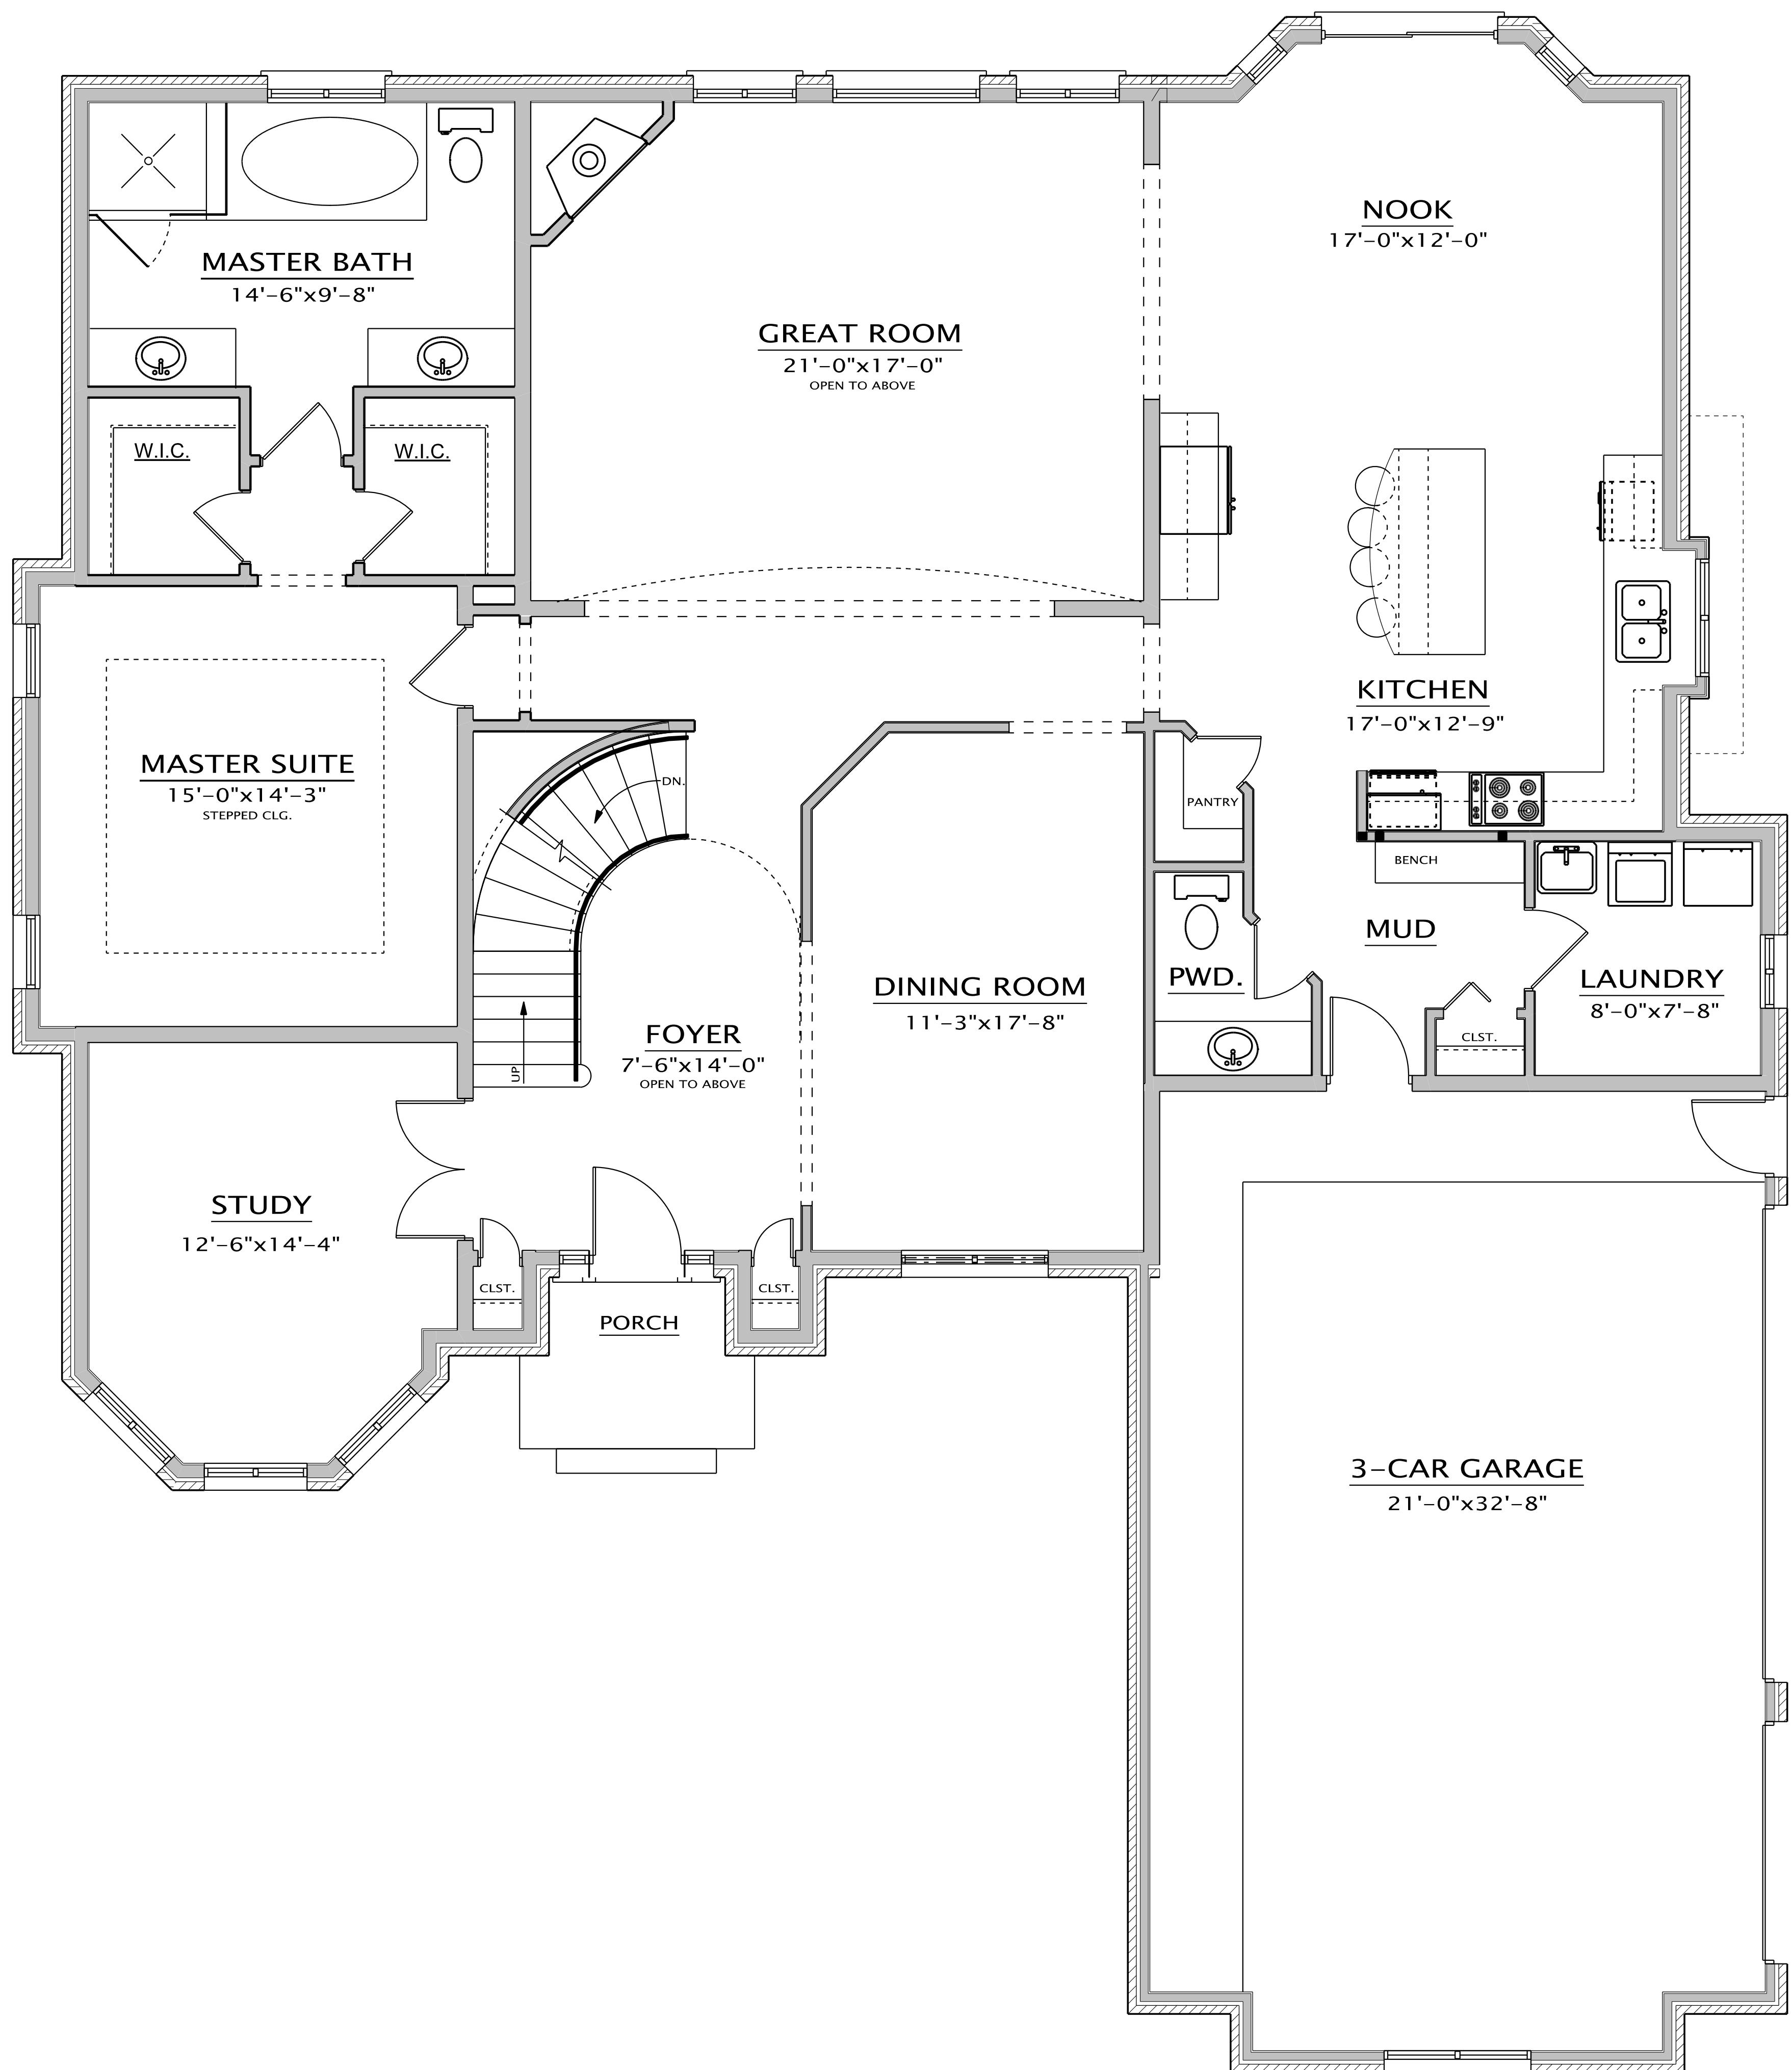 NOOK
17'-0"x12'-0"
MASTER BATH
14'-6"x9'-8"
GREAT ROOM
21'-0"x17'-0"
OPEN TO ABOVE
W.I.C.
W.I.C.
KITCHEN
17'-0"x12'-9"
MASTER SUITE
15'-0"x14'-3"
STEPPED CLG.
DN.
PANTRY
BENCH
MUD
PWD.
LAUNDRY
8'-0"x7'-8"
DINING ROOM
11'-3"x17'-8"
FOYER
7'-6"x14'-0"
OPEN TO ABOVE
UP
CLST.
STUDY
12'-6"x14'-4"
CLST.
CLST.
PORCH
3-CAR GARAGE
21'-0"x32'-8"